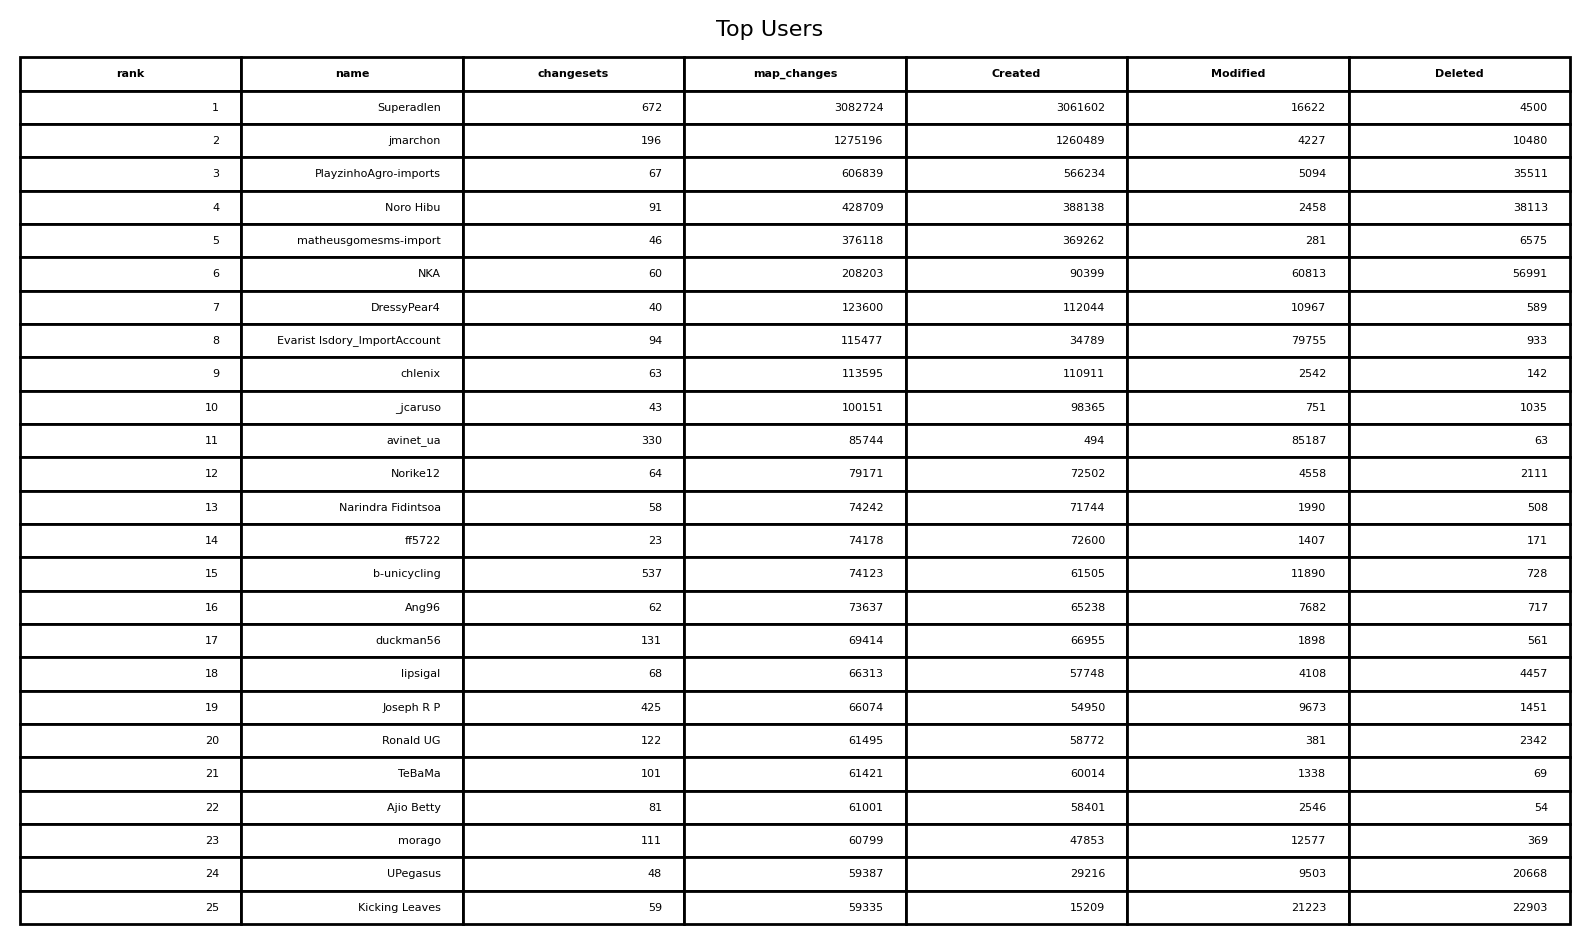 Top Users
rank name changesets map_changes Created Modified Deleted
1 Superadlen 672 3082724 3061602 16622 4500
2 jmarchon 196 1275196 1260489 4227 10480
3 PlayzinhoAgro-imports 67 606839 566234 5094 35511
4 Noro Hibu 91 428709 388138 2458 38113
5 matheusgomesms-import 46 376118 369262 281 6575
6 NKA 60 208203 90399 60813 56991
7 DressyPear4 40 123600 112044 10967 589
8 Evarist Isdory_ImportAccount 94 115477 34789 79755 933
9 chlenix 63 113595 110911 2542 142
10 _jcaruso 43 100151 98365 751 1035
11 avinet_ua 330 85744 494 85187 63
12 Norike12 64 79171 72502 4558 2111
13 Narindra Fidintsoa 58 74242 71744 1990 508
14 ff5722 23 74178 72600 1407 171
15 b-unicycling 537 74123 61505 11890 728
16 Ang96 62 73637 65238 7682 717
17 duckman56 131 69414 66955 1898 561
18 lipsigal 68 66313 57748 4108 4457
19 Joseph R P 425 66074 54950 9673 1451
20 Ronald UG 122 61495 58772 381 2342
21 TeBaMa 101 61421 60014 1338 69
22 Ajio Betty 81 61001 58401 2546 54
23 morago 111 60799 47853 12577 369
24 UPegasus 48 59387 29216 9503 20668
25 Kicking Leaves 59 59335 15209 21223 22903